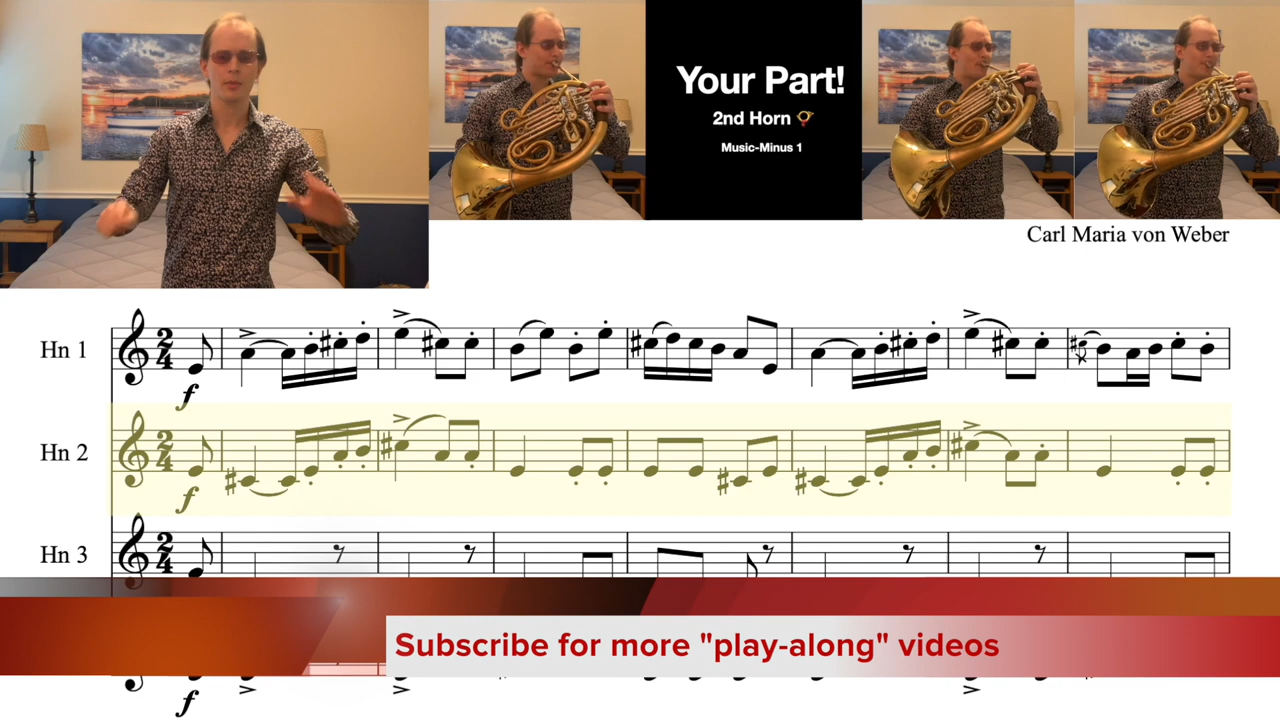 Your Part!
2nd Horn
Music-Minus 1
Carl Maria von Weber
Hn 1
f
Hn 2
f
Hn 3
Subscribe for more "play-along" videos
f